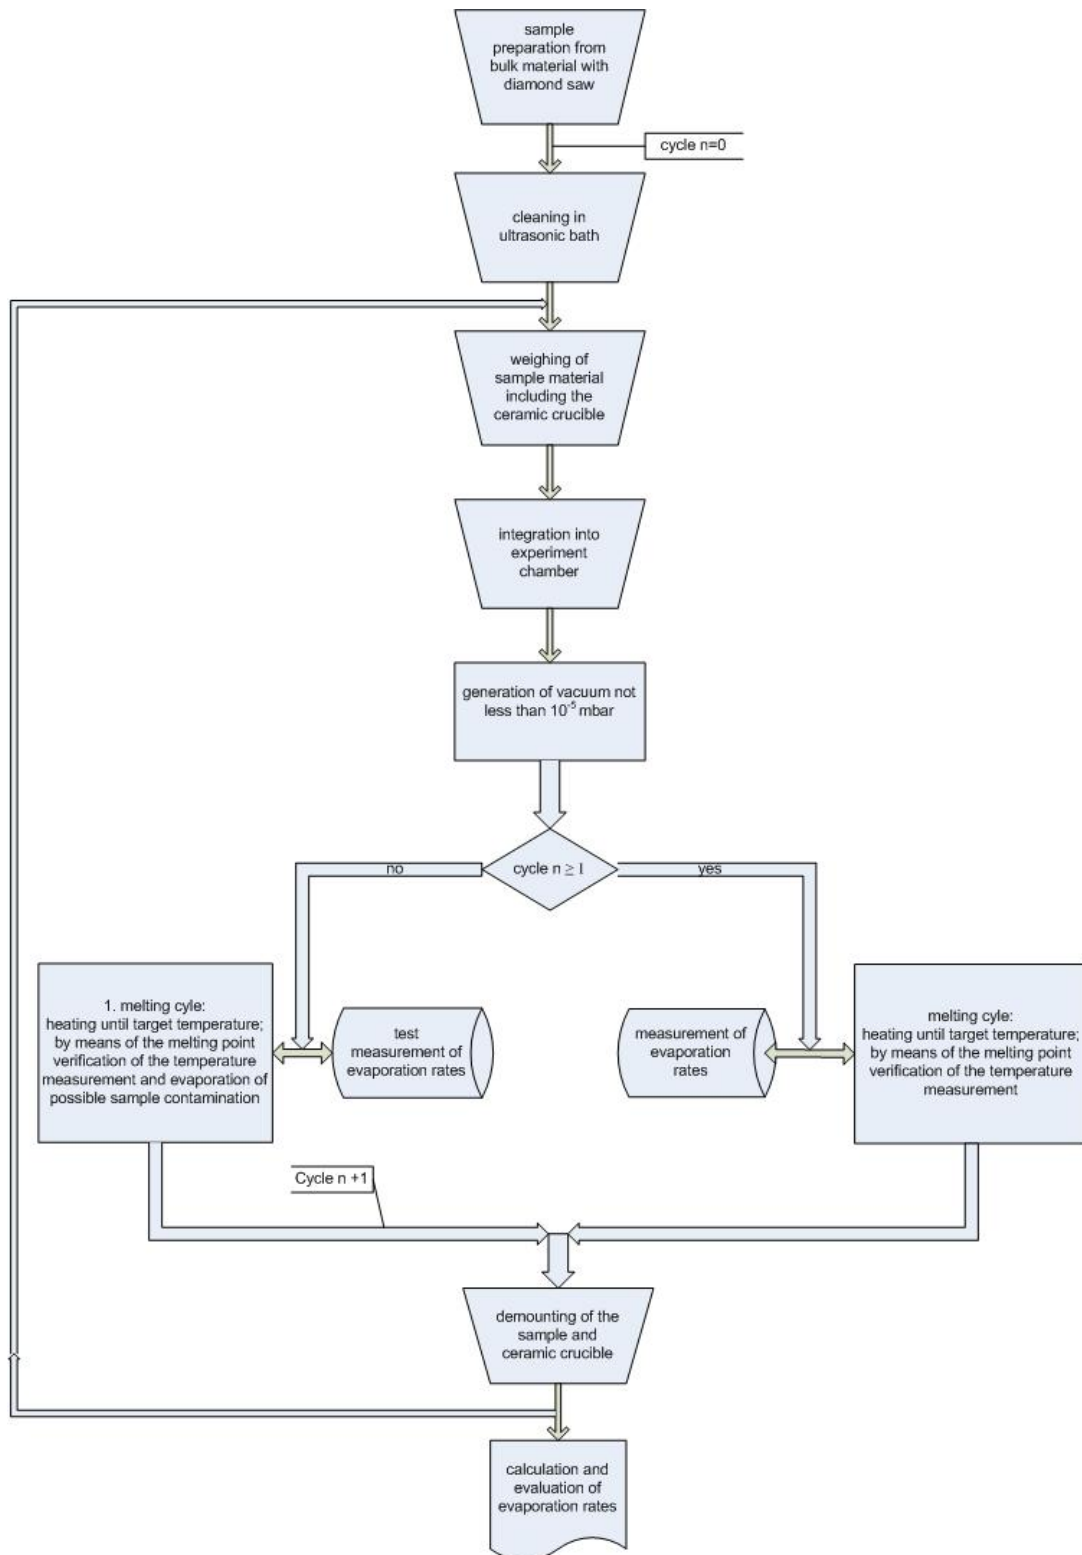 sample
preparation from
bulk material with
diamond saw
cycle n=0
cleaning in
ultrasonic bath
weighing of
sample material
including the
ceramic crucible
integration into
experiment
chamber
generation of vacuum not
less than 10⁻⁵ mbar
cycle n ≥ 1
no
yes
1. melting cyle:
heating until target temperature;
by means of the melting point
verification of the temperature
measurement and evaporation of
possible sample contamination
test
measurement of
evaporation rates
measurement of
evaporation
rates
melting cyle:
heating until target temperature;
by means of the melting point
verification of the temperature
measurement
Cycle n +1
demounting of the
sample and
ceramic crucible
calculation and
evaluation of
evaporation rates